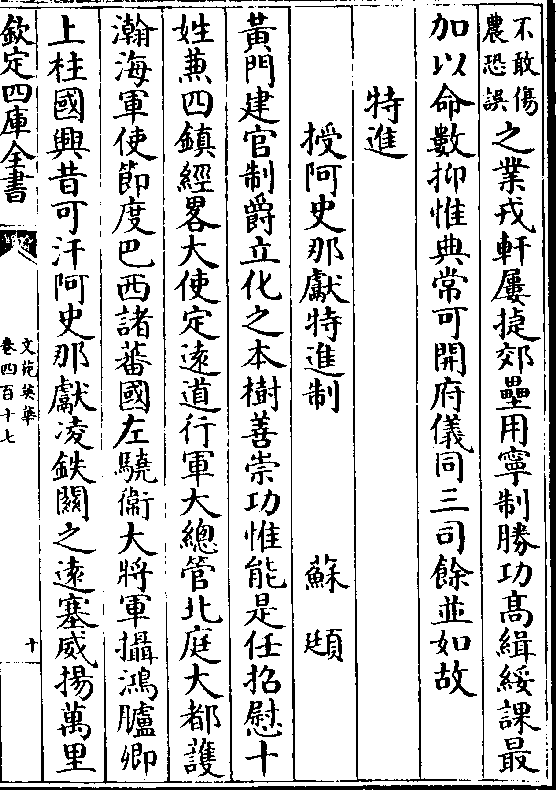 不敢傷
農恐誤
之業戎軒屢捷郊壘用寧制勝功髙緝綏課最
加以命數抑惟典常可開府儀同三司餘並如故
特進
授阿史那獻特進制 蘇頲
黃門建官制爵立化之本樹善崇功惟能是任招慰十
姓兼四鎮經畧大使定逺道行軍大總管北庭大都護
瀚海軍使節度巴西諸蕃國左驍衛大將軍攝鴻臚卿
上柱國興昔可汗阿史那獻凌鉄關之逺塞威揚萬里
欽定四庫全書
文苑英華
卷四百十七
十